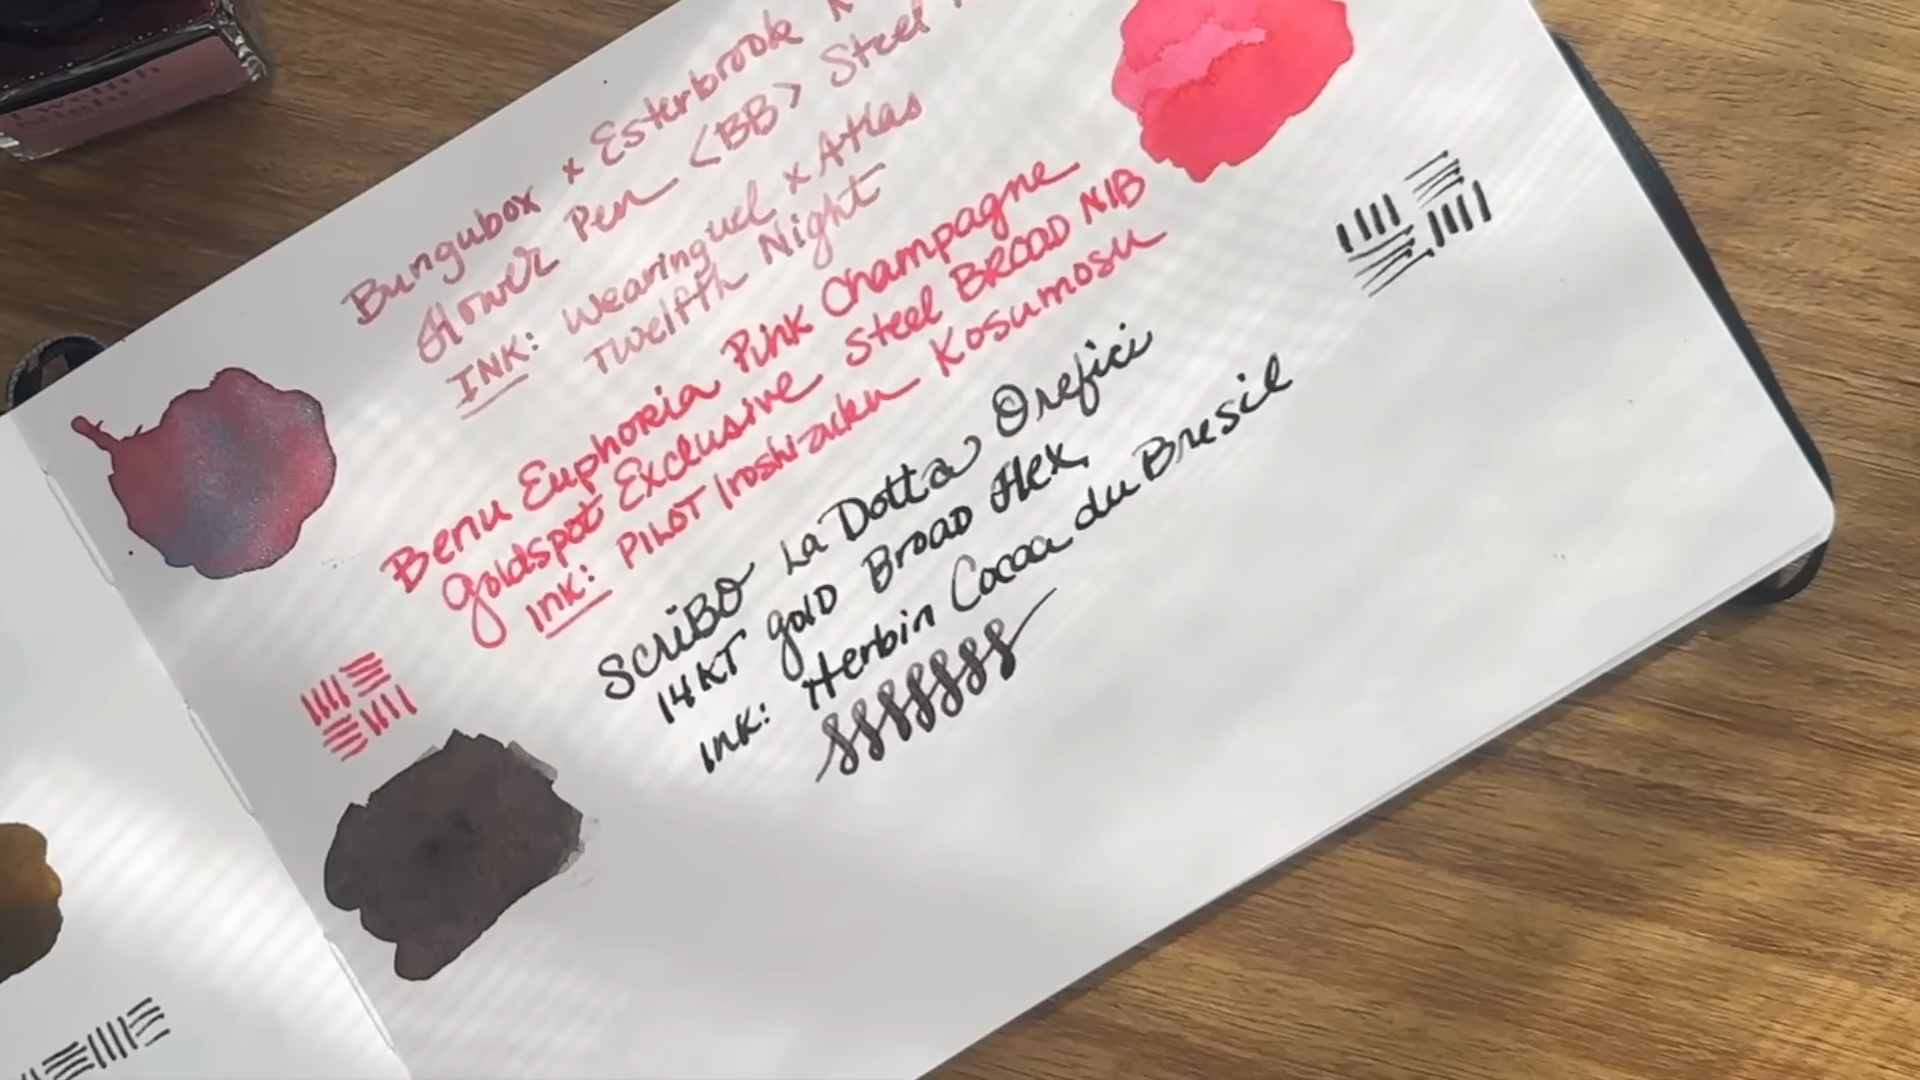 Bungubox x Esterbrook
Flower Pen <BB> Steel
INK: Wearingeul x Atlas
Twelfth Night
Benu Euphoria Pink Champagne
Goldspot Exclusive Steel BROAD NIB
Ink: PILOT Iroshizuku Kosumosu
SCRIBO La Dotta Orefici
14KT Gold Broad Flex
Ink: Herbin Cacao du Bresil